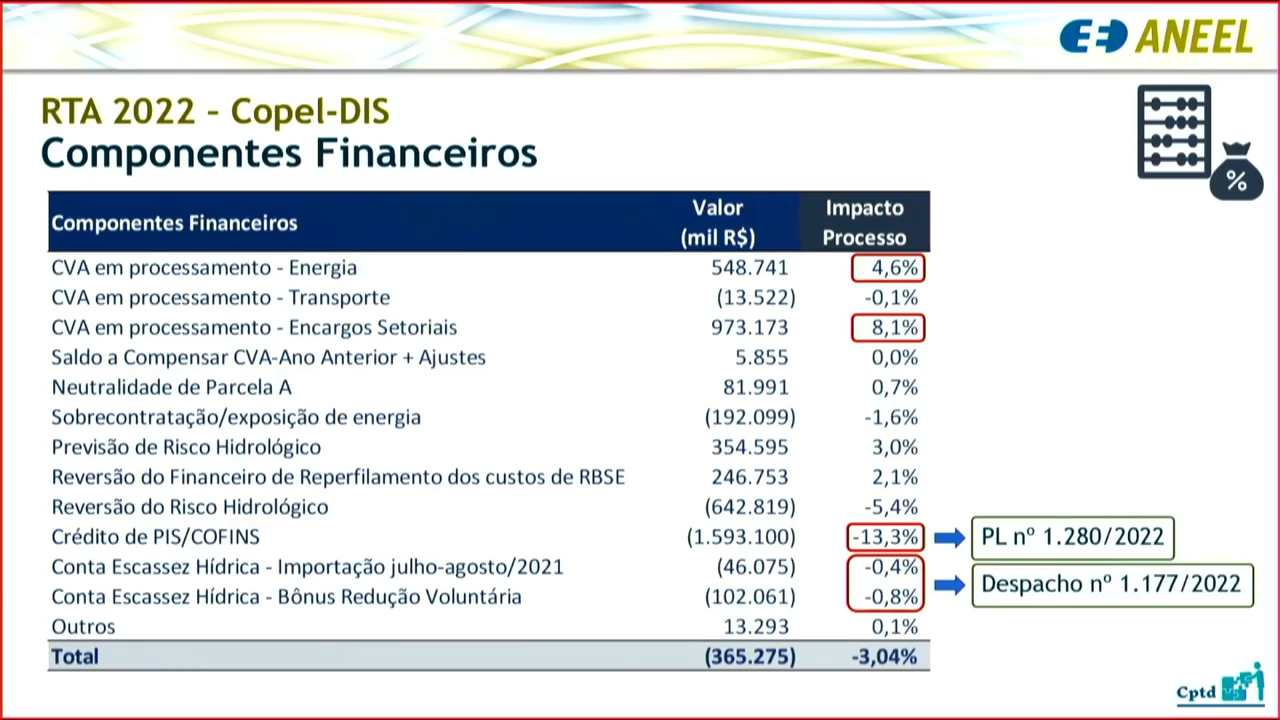 ANEEL
RTA 2022 – Copel-DIS
Componentes Financeiros
%
Componentes Financeiros Valor (mil R$) Impacto Processo
CVA em processamento - Energia 548.741 4,6%
CVA em processamento - Transporte (13.522) -0,1%
CVA em processamento - Encargos Setoriais 973.173 8,1%
Saldo a Compensar CVA-Ano Anterior + Ajustes 5.855 0,0%
Neutralidade de Parcela A 81.991 0,7%
Sobrecontratação/exposição de energia (192.099) -1,6%
Previsão de Risco Hidrológico 354.595 3,0%
Reversão do Financeiro de Reperfilamento dos custos de RBSE 246.753 2,1%
Reversão do Risco Hidrológico (642.819) -5,4%
Crédito de PIS/COFINS (1.593.100) -13,3% PL nº 1.280/2022
Conta Escassez Hídrica - Importação julho-agosto/2021 (46.075) -0,4%
Despacho nº 1.177/2022
Conta Escassez Hídrica - Bônus Redução Voluntária (102.061) -0,8%
Outros 13.293 0,1%
Total (365.275) -3,04%
Cptd